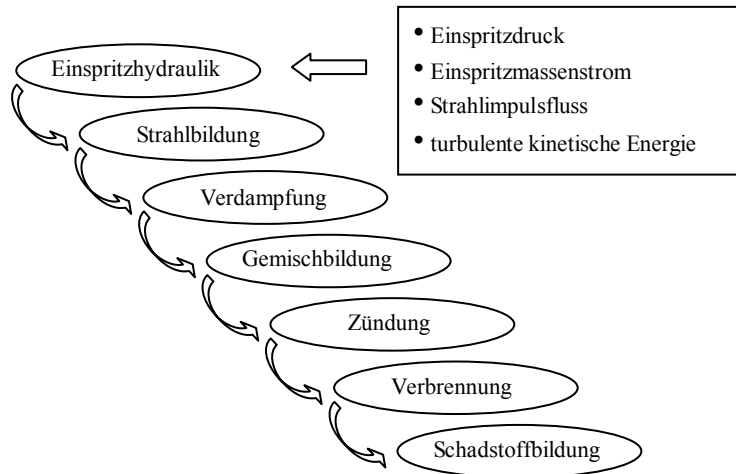 • Einspritzdruck
• Einspritzmassenstrom
• Strahlimpulsfluss
• turbulente kinetische Energie
Einspritzhydraulik
Strahlbildung
Verdampfung
Gemischbildung
Zündung
Verbrennung
Schadstoffbildung